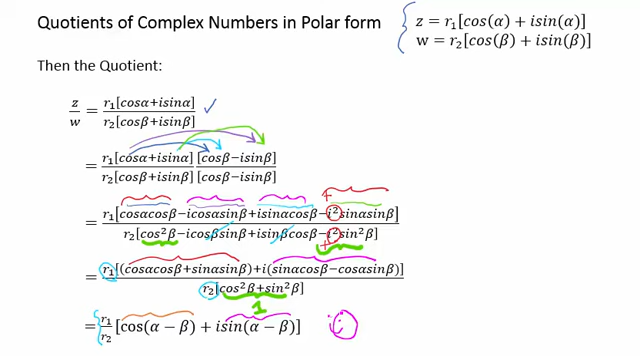 Quotients of Complex Numbers in Polar form
z = r₁[cos(α) + isin(α)]
w = r₂[cos(β) + isin(β)]
Then the Quotient:
z/w = r₁[cosα+isinα] / r₂[cosβ+isinβ] ✓
= r₁[cosα+isinα] [cosβ−isinβ] / r₂[cosβ+isinβ] [cosβ−isinβ]
+
= r₁[cosαcosβ−icosαsinβ+isinαcosβ−i²sinαsinβ] / r₂[cos²β−icosβsinβ+isinβcosβ−i²sin²β]
+
= r₁[(cosαcosβ+sinαsinβ)+i(sinαcosβ−cosαsinβ)] / r₂[cos²β+sin²β]
1
= r₁/r₂ [cos(α − β) + isin(α − β)]